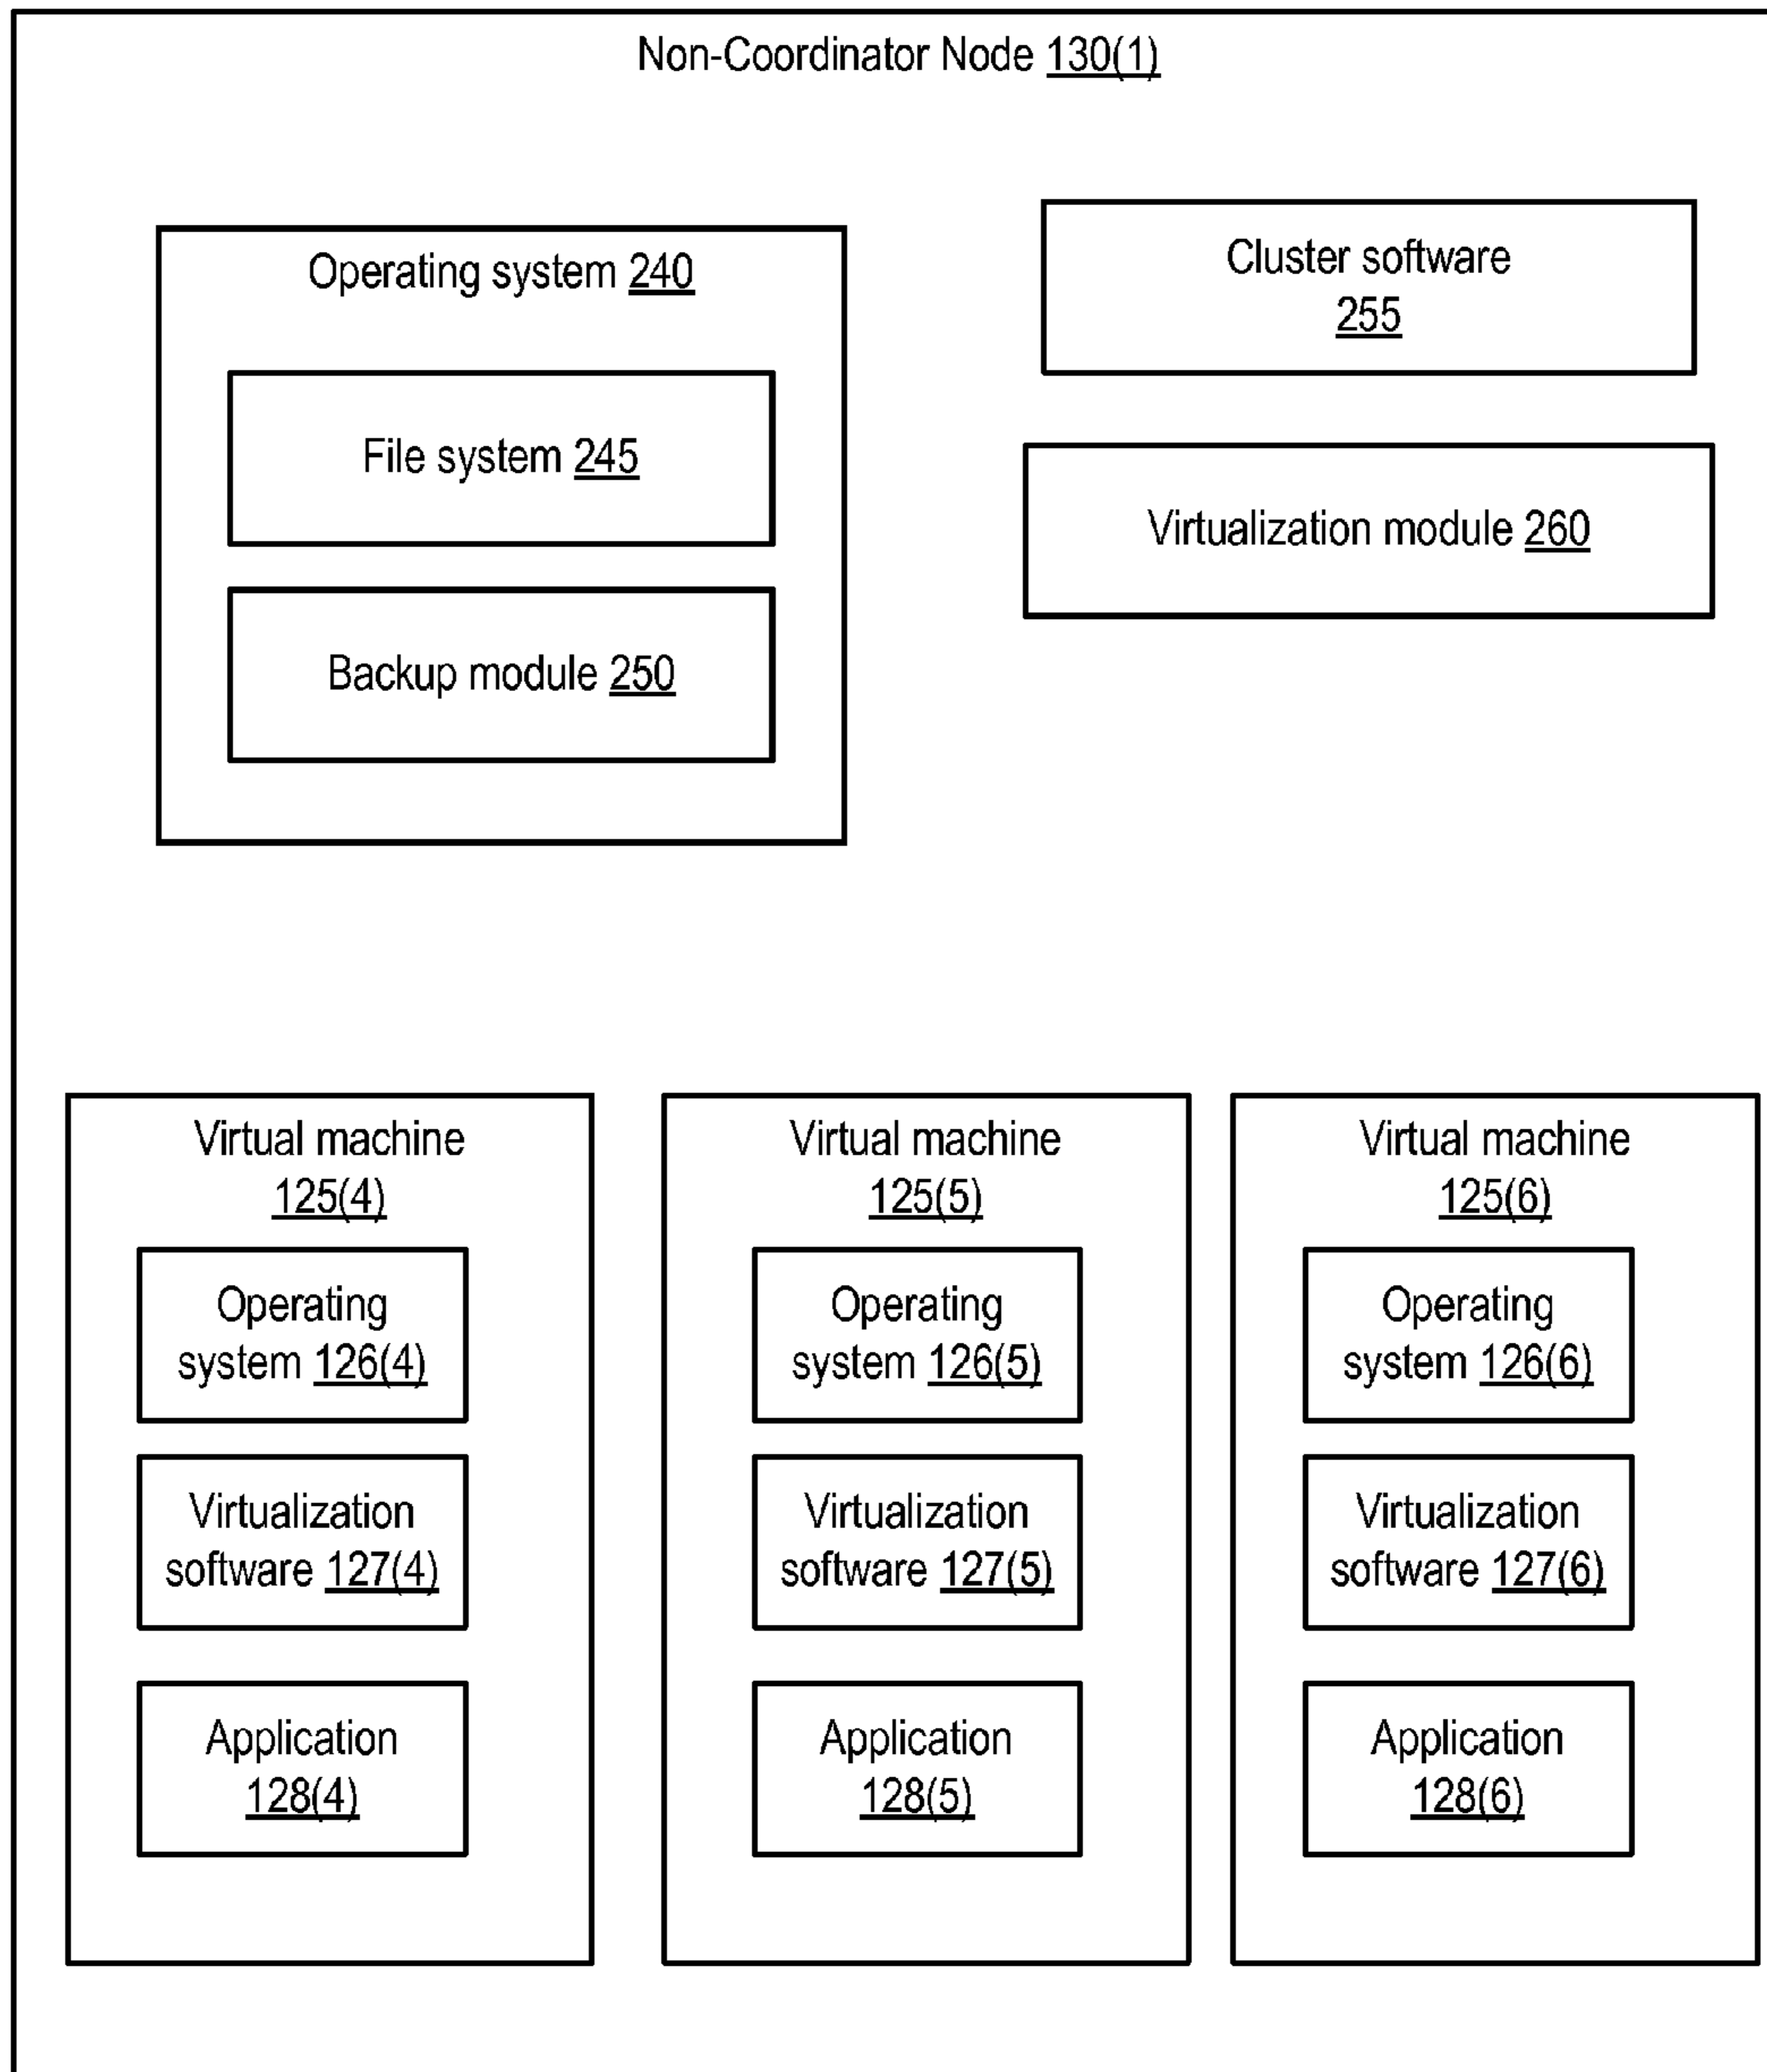 Non-Coordinator Node 130(1)
Operating system 240
File system 245
Backup module 250
Cluster software
255
Virtualization module 260
Virtual machine
125(4)
Operating
system 126(4)
Virtualization
software 127(4)
Application
128(4)
Virtual machine
125(5)
Operating
system 126(5)
Virtualization
software 127(5)
Application
128(5)
Virtual machine
125(6)
Operating
system 126(6)
Virtualization
software 127(6)
Application
128(6)